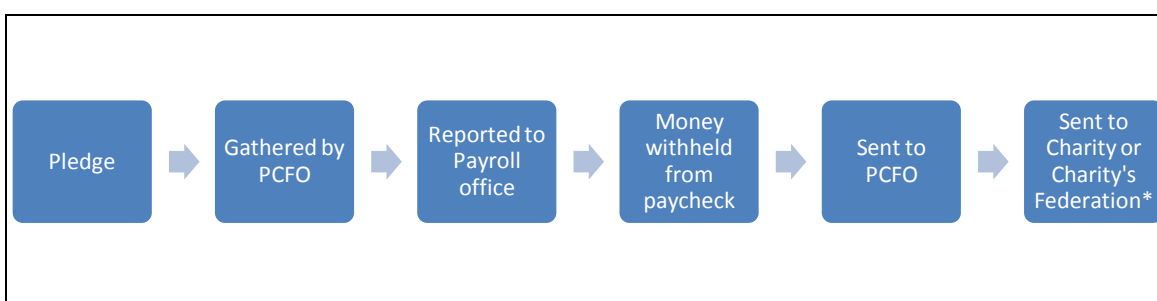 Pledge
Gathered by
PCFO
Reported to
Payroll
office
Money
withheld
from
paycheck
Sent to
PCFO
Sent to
Charity or
Charity's
Federation*